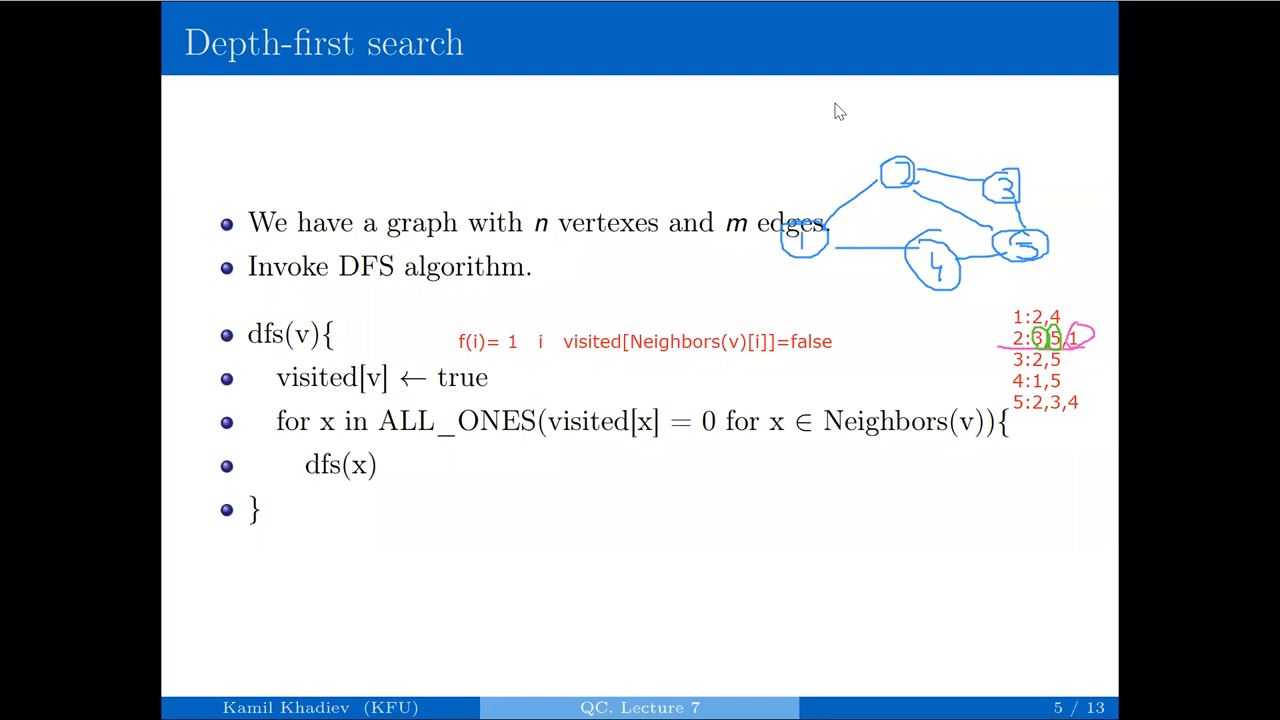 Depth-first search
2
3
We have a graph with n vertexes and m edges.
1
5
4
Invoke DFS algorithm.
1:2,4
dfs(v){
f(i)= 1 i visited[Neighbors(v)[i]]=false
2:3,5,1
3:2,5
visited[v] ← true
4:1,5
5:2,3,4
for x in ALL_ONES(visited[x] = 0 for x ∈ Neighbors(v)){
dfs(x)
}
Kamil Khadiev (KFU)
QC. Lecture 7
5 / 13